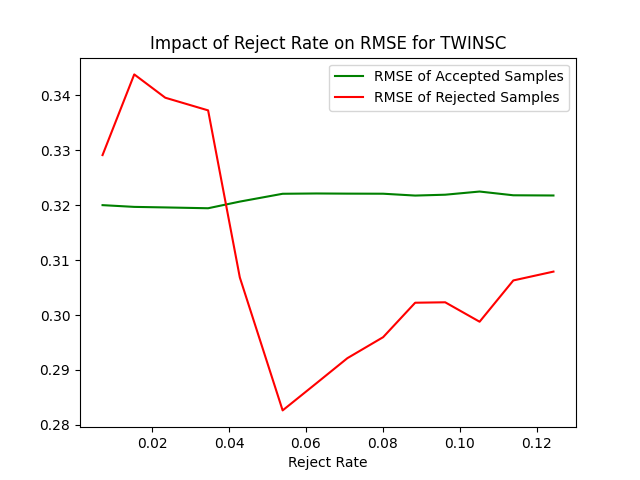 Impact of Reject Rate on RMSE for TWINSC
RMSE of Accepted Samples
RMSE of Rejected Samples
0.34
0.33
0.32
0.31
0.30
0.29
0.28
0.02 0.04 0.06 0.08 0.10 0.12
Reject Rate